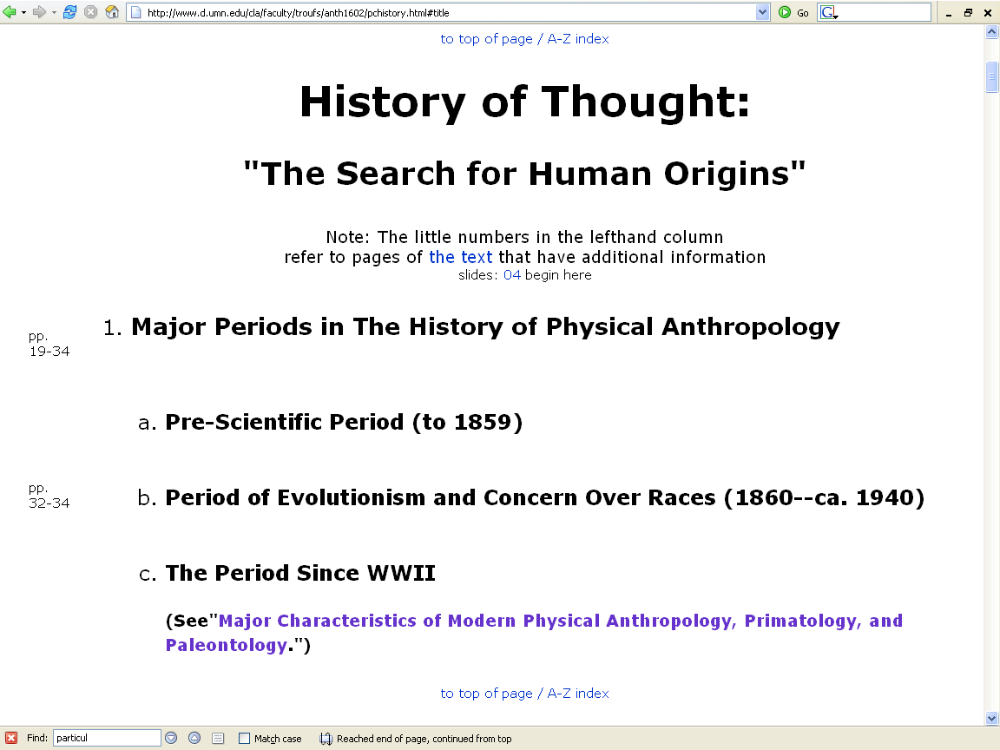 http://www.d.umn.edu/cla/faculty/troufs/anth1602/pchistory.html#title Go G
to top of page / A-Z index
History of Thought:
"The Search for Human Origins"
Note: The little numbers in the lefthand column
refer to pages of the text that have additional information
slides: 04 begin here
pp.
19-34
1. Major Periods in The History of Physical Anthropology
a. Pre-Scientific Period (to 1859)
pp.
32-34
b. Period of Evolutionism and Concern Over Races (1860--ca. 1940)
c. The Period Since WWII
(See"Major Characteristics of Modern Physical Anthropology, Primatology, and
Paleontology.")
to top of page / A-Z index
Find: particul Match case Reached end of page, continued from top